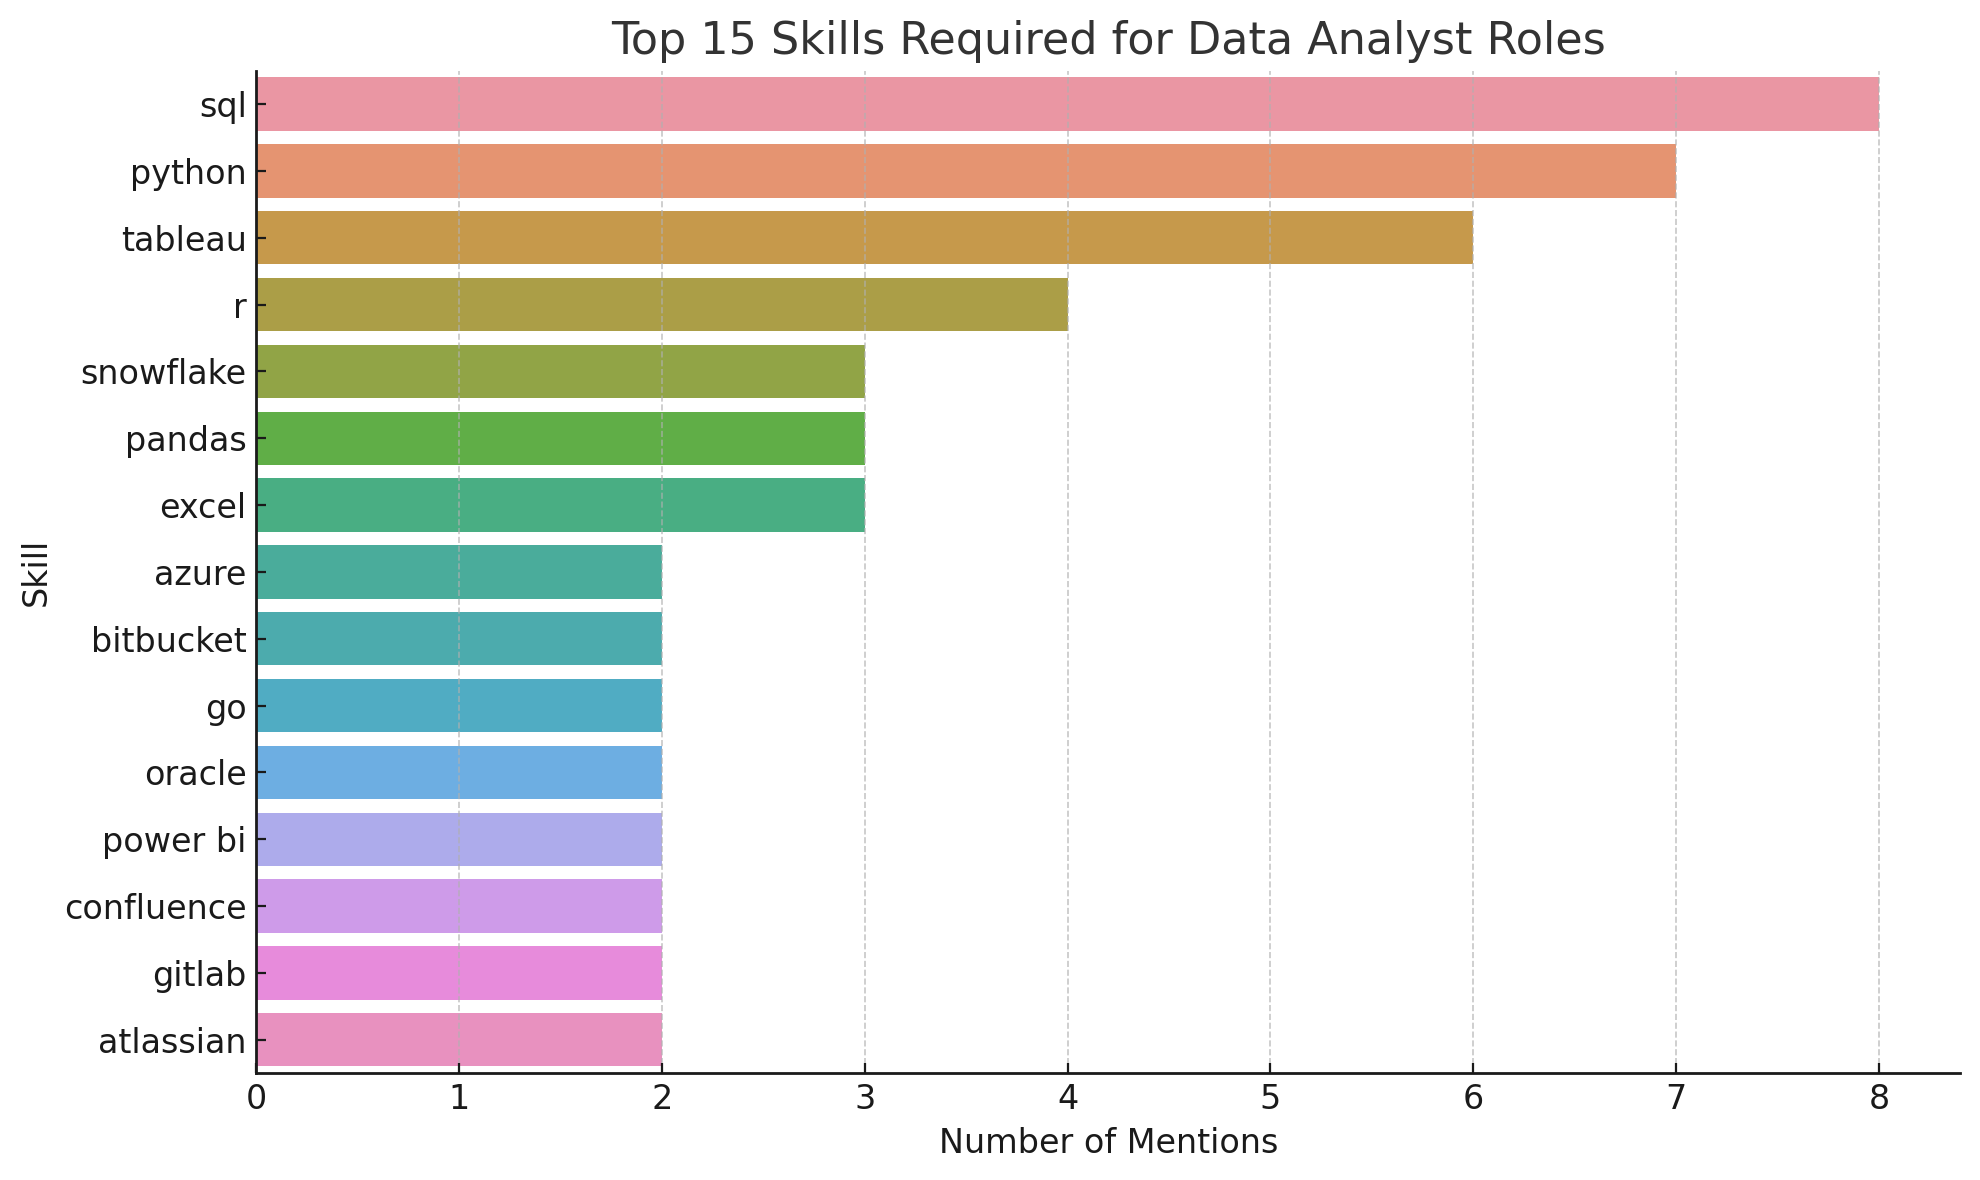 Top 15 Skills Required for Data Analyst Roles
Skill
sql
python
tableau
r
snowflake
pandas
excel
azure
bitbucket
go
oracle
power bi
confluence
gitlab
atlassian
0 1 2 3 4 5 6 7 8
Number of Mentions